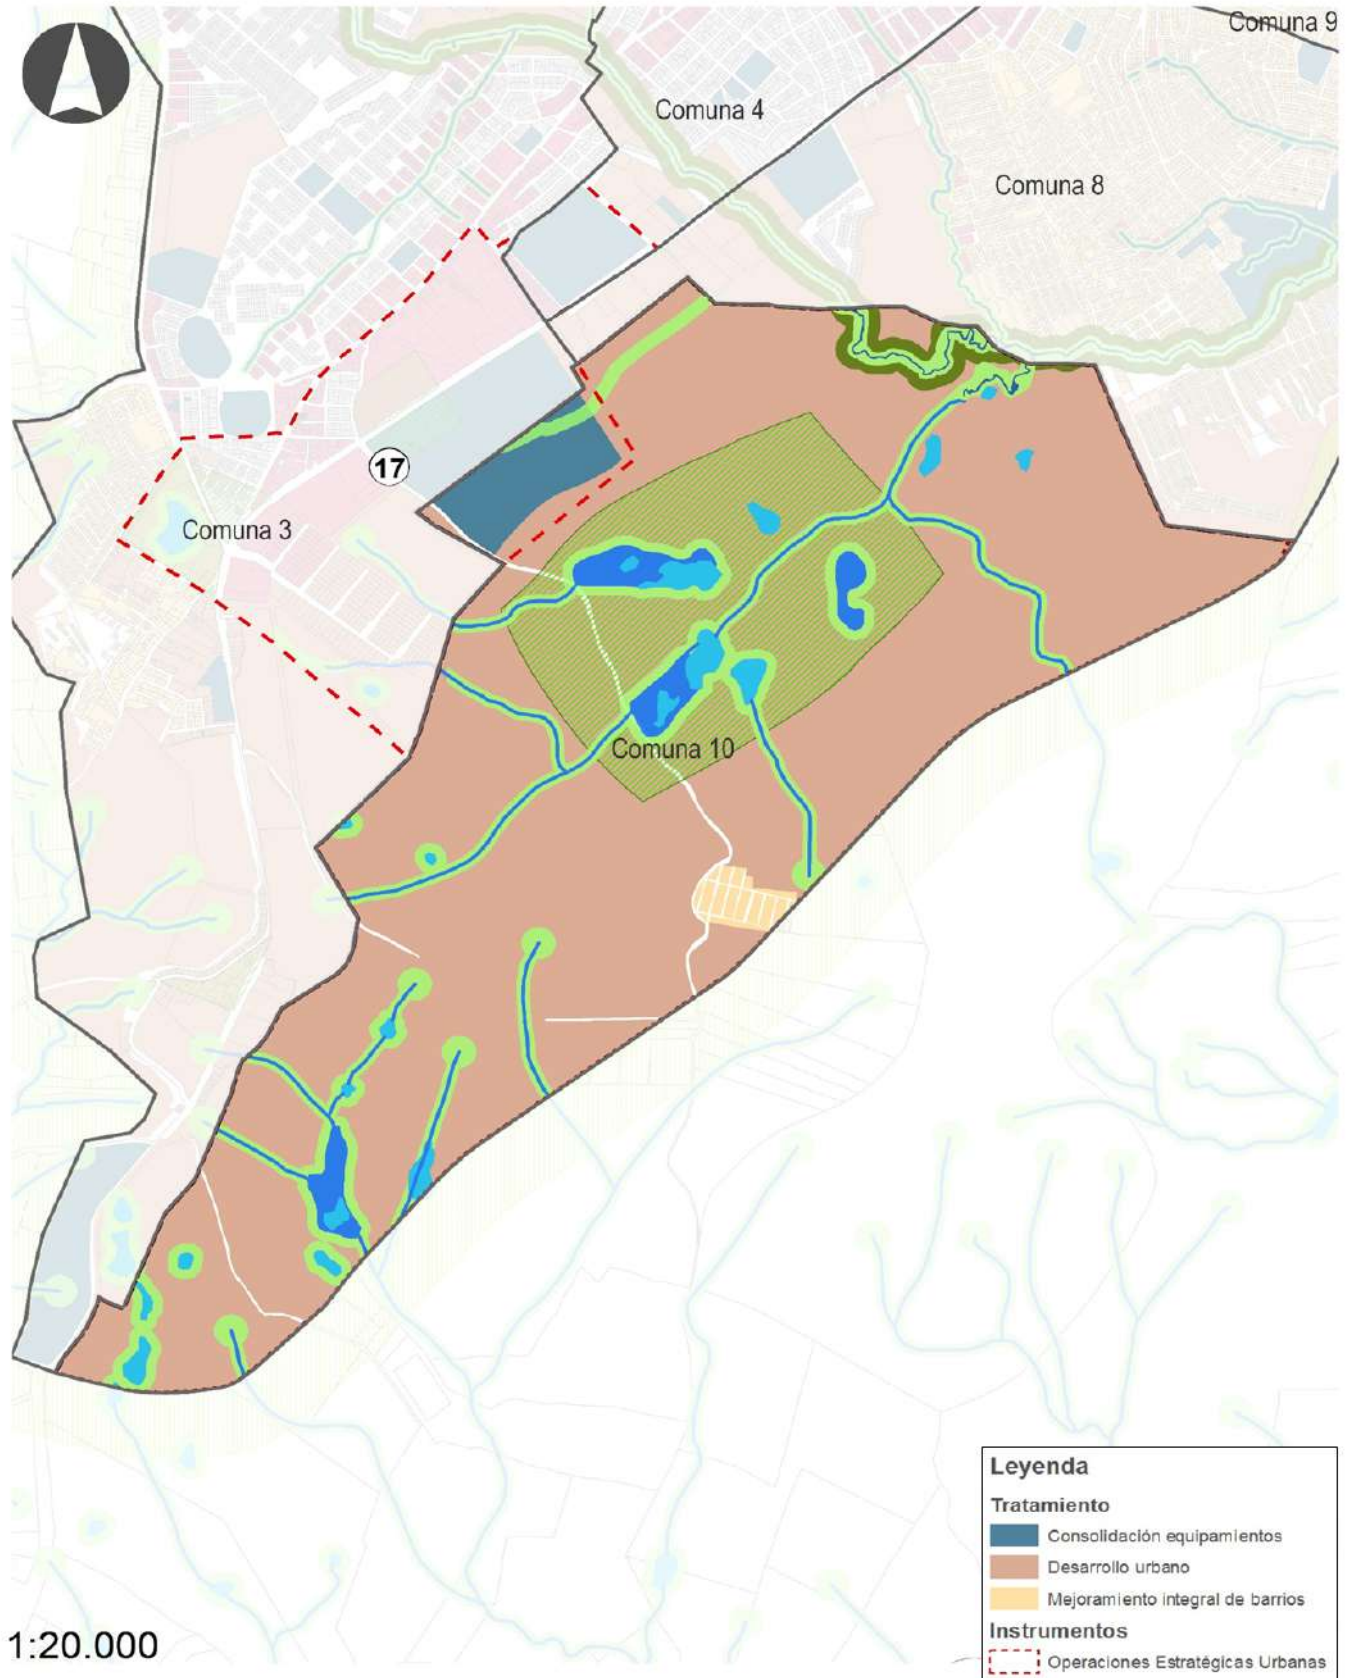 Comuna 9
Comuna 4
Comuna 8
17
Comuna 3
Comuna 10
Leyenda
Tratamiento
Consolidación equipamientos
Desarrollo urbano
Mejoramiento integral de barrios
Instrumentos
Operaciones Estratégicas Urbanas
1:20.000